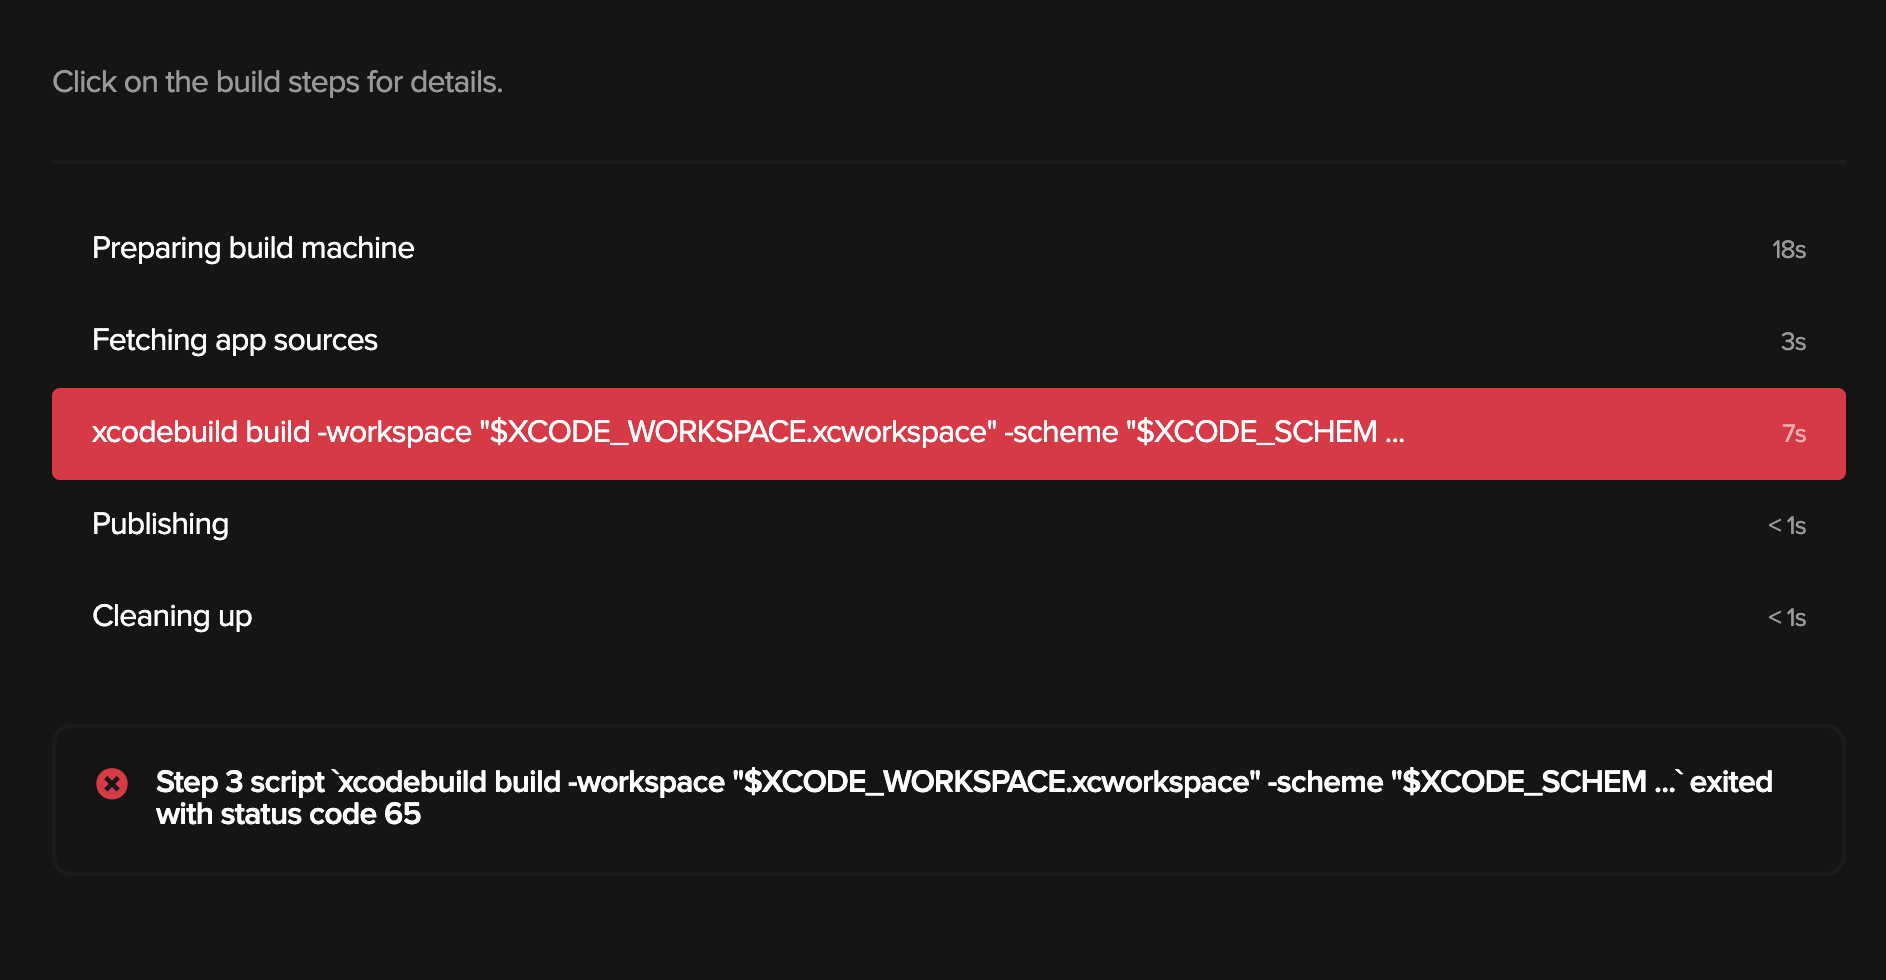 Click on the build steps for details.
Preparing build machine 18s
Fetching app sources 3s
xcodebuild build -workspace "$XCODE_WORKSPACE.xcworkspace" -scheme "$XCODE_SCHEM ... 7s
Publishing < 1s
Cleaning up < 1s
Step 3 script `xcodebuild build -workspace "$XCODE_WORKSPACE.xcworkspace" -scheme "$XCODE_SCHEM ...` exited
with status code 65